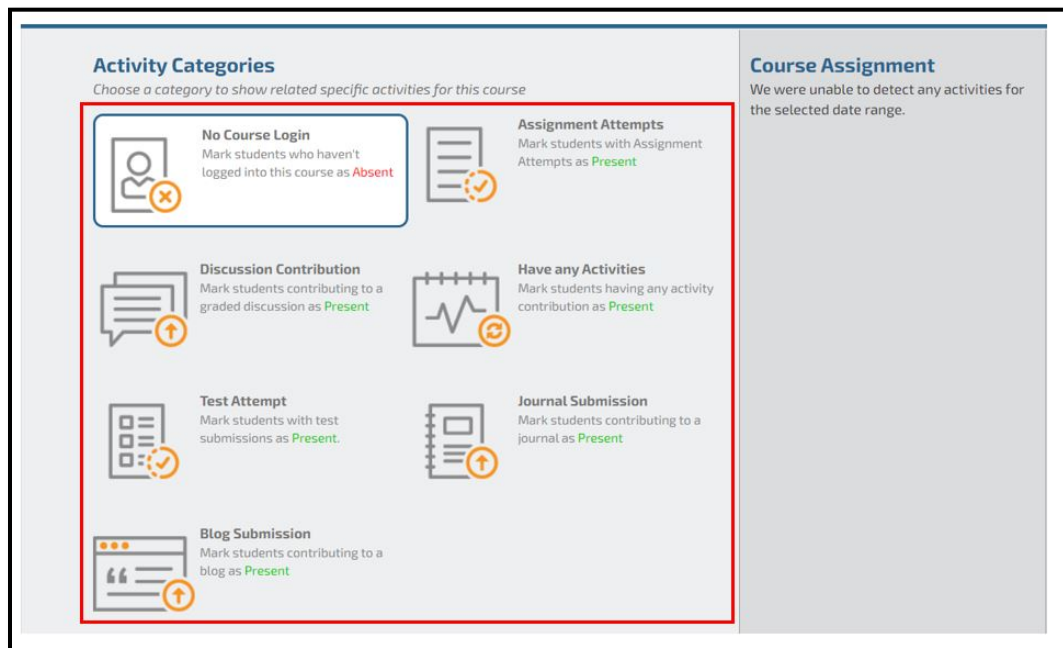 Activity Categories
Choose a category to show related specific activities for this course
No Course Login
Mark students who haven't
logged into this course as Absent
Assignment Attempts
Mark students with Assignment
Attempts as Present
Discussion Contribution
Mark students contributing to a
graded discussion as Present
Have any Activities
Mark students having any activity
contribution as Present
Test Attempt
Mark students with test
submissions as Present.
Journal Submission
Mark students contributing to a
journal as Present
Blog Submission
Mark students contributing to a
blog as Present
Course Assignment
We were unable to detect any activities for
the selected date range.